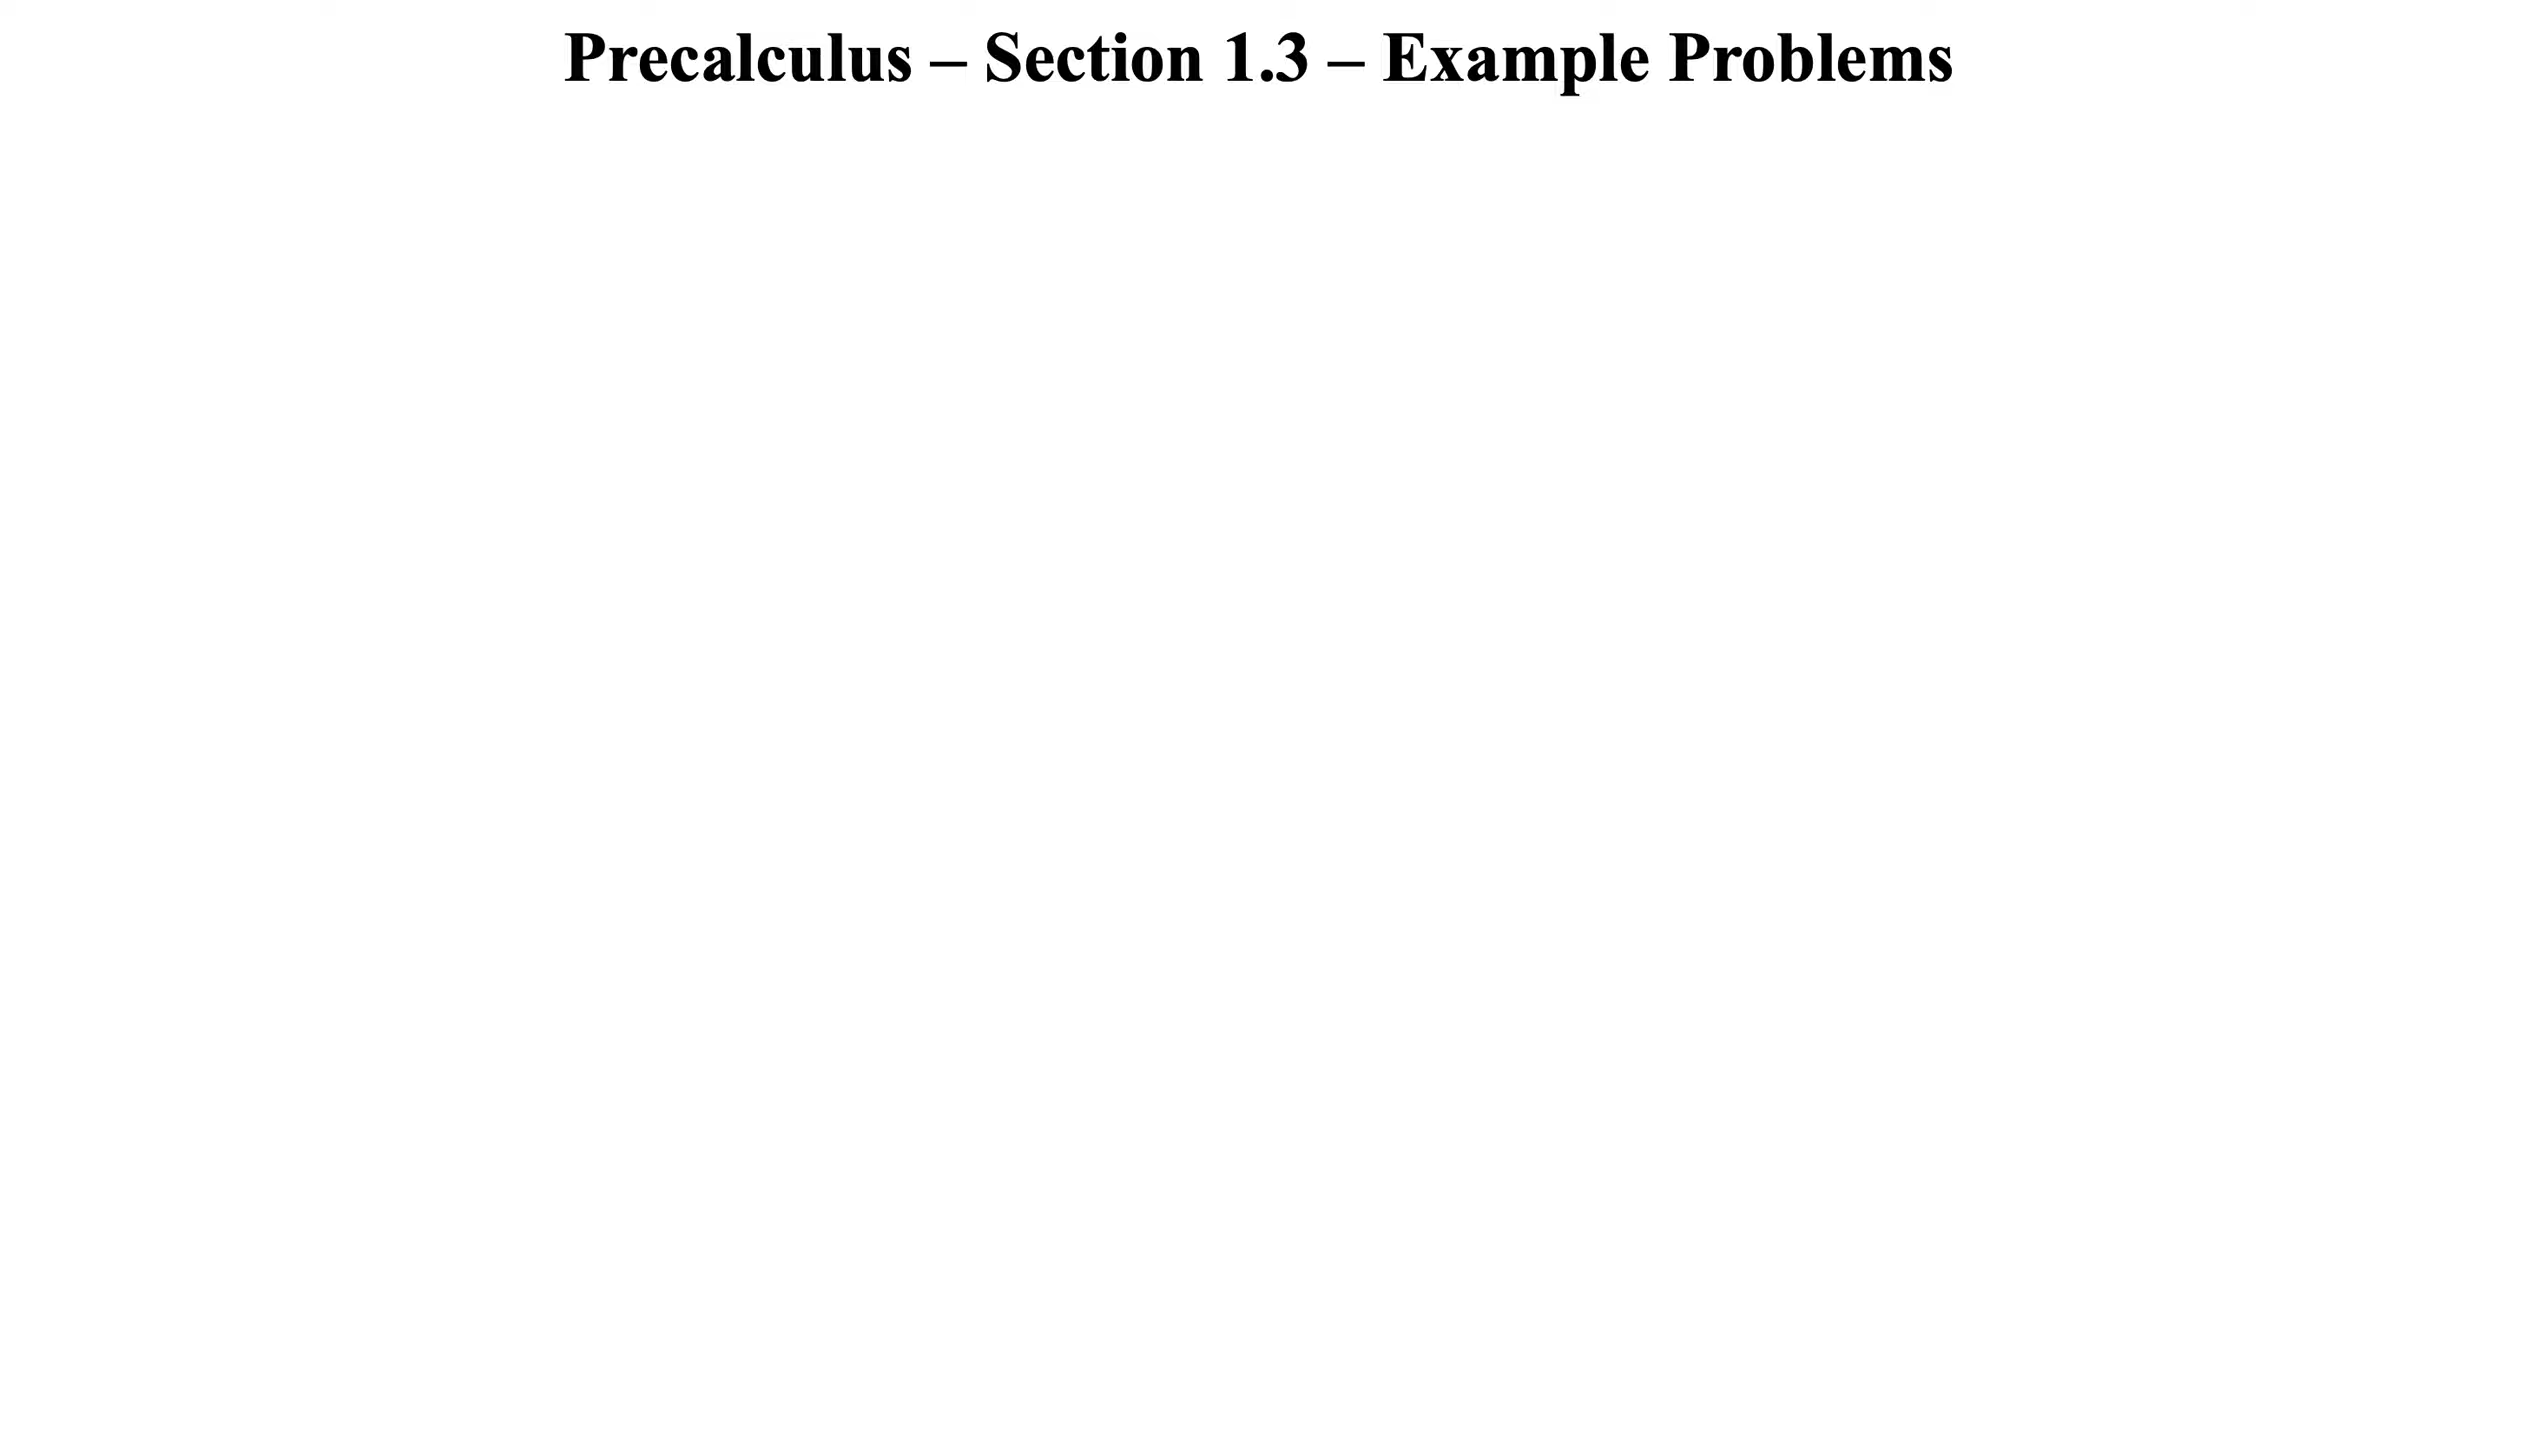 Precalculus – Section 1.3 – Example Problems